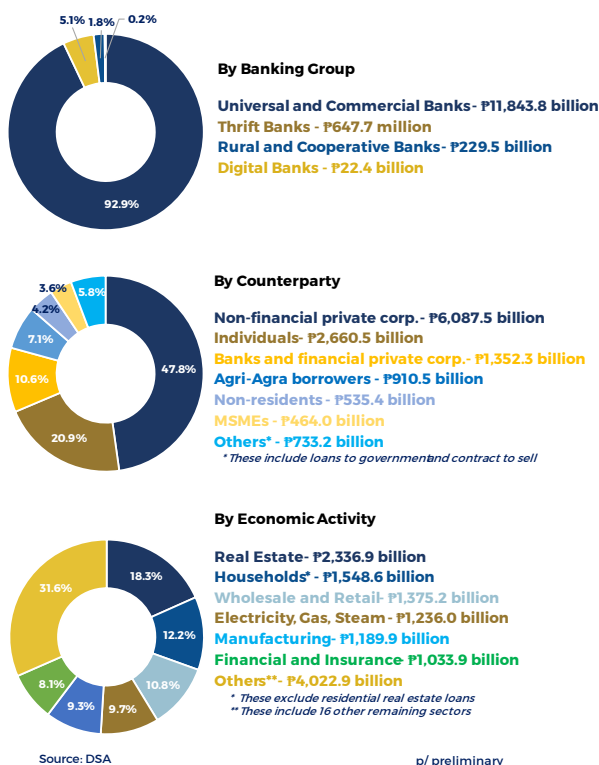 5.1% 1.8% 0.2%
By Banking Group
Universal and Commercial Banks- ₱11,843.8 billion
Thrift Banks - ₱647.7 million
Rural and Cooperative Banks- ₱229.5 billion
Digital Banks - ₱22.4 billion
92.9%
By Counterparty
3.6% 5.8%
4.2%
7.1%
47.8%
10.6%
20.9%
Non-financial private corp.- ₱6,087.5 billion
Individuals- ₱2,660.5 billion
Banks and financial private corp.- ₱1,352.3 billion
Agri-Agra borrowers - ₱910.5 billion
Non-residents - ₱535.4 billion
MSMEs - ₱464.0 billion
Others* - ₱733.2 billion
* These include loans to government and contract to sell
By Economic Activity
31.6% 18.3%
12.2%
10.8%
9.7%
9.3%
8.1%
Real Estate- ₱2,336.9 billion
Households* - ₱1,548.6 billion
Wholesale and Retail- ₱1,375.2 billion
Electricity, Gas, Steam - ₱1,236.0 billion
Manufacturing- ₱1,189.9 billion
Financial and Insurance- ₱1,033.9 billion
Others**- ₱4,022.9 billion
* These exclude residential real estate loans
** These include 16 other remaining sectors
Source: DSA p/ preliminary